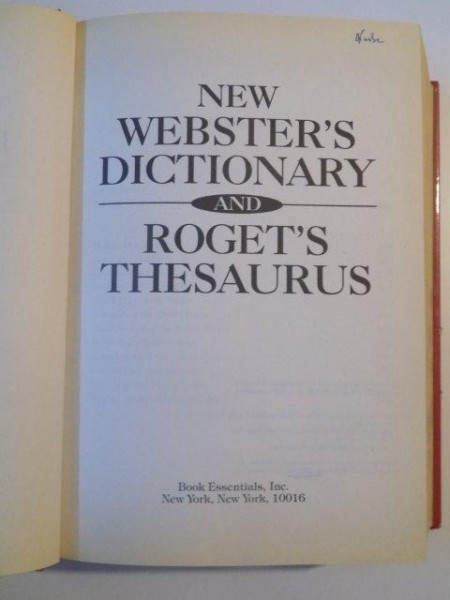 NEW
WEBSTER'S
DICTIONARY
AND
ROGET'S
THESAURUS
Book Essentials, Inc.
New York, New York, 10016